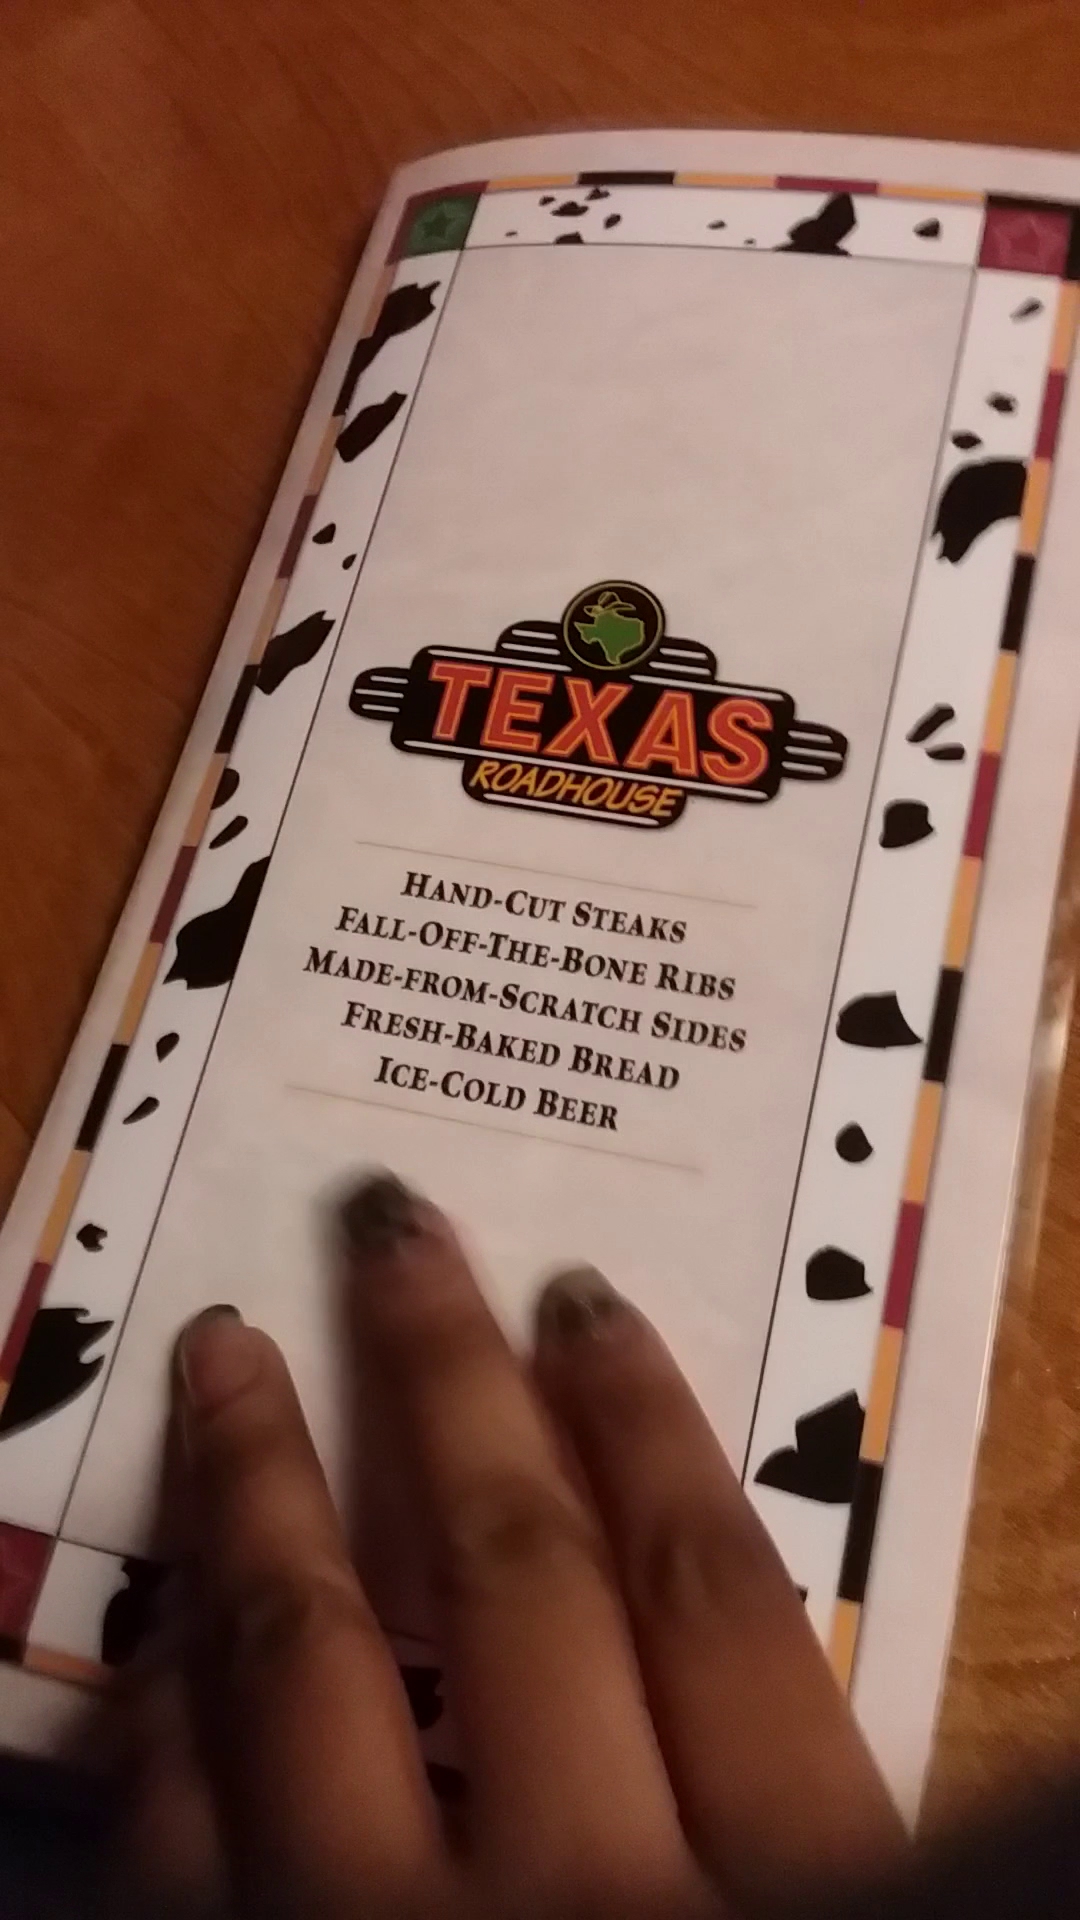 TEXAS
ROADHOUSE
HAND-CUT STEAKS
FALL-OFF-THE-BONE RIBS
MADE-FROM-SCRATCH SIDES
FRESH-BAKED BREAD
ICE-COLD BEER